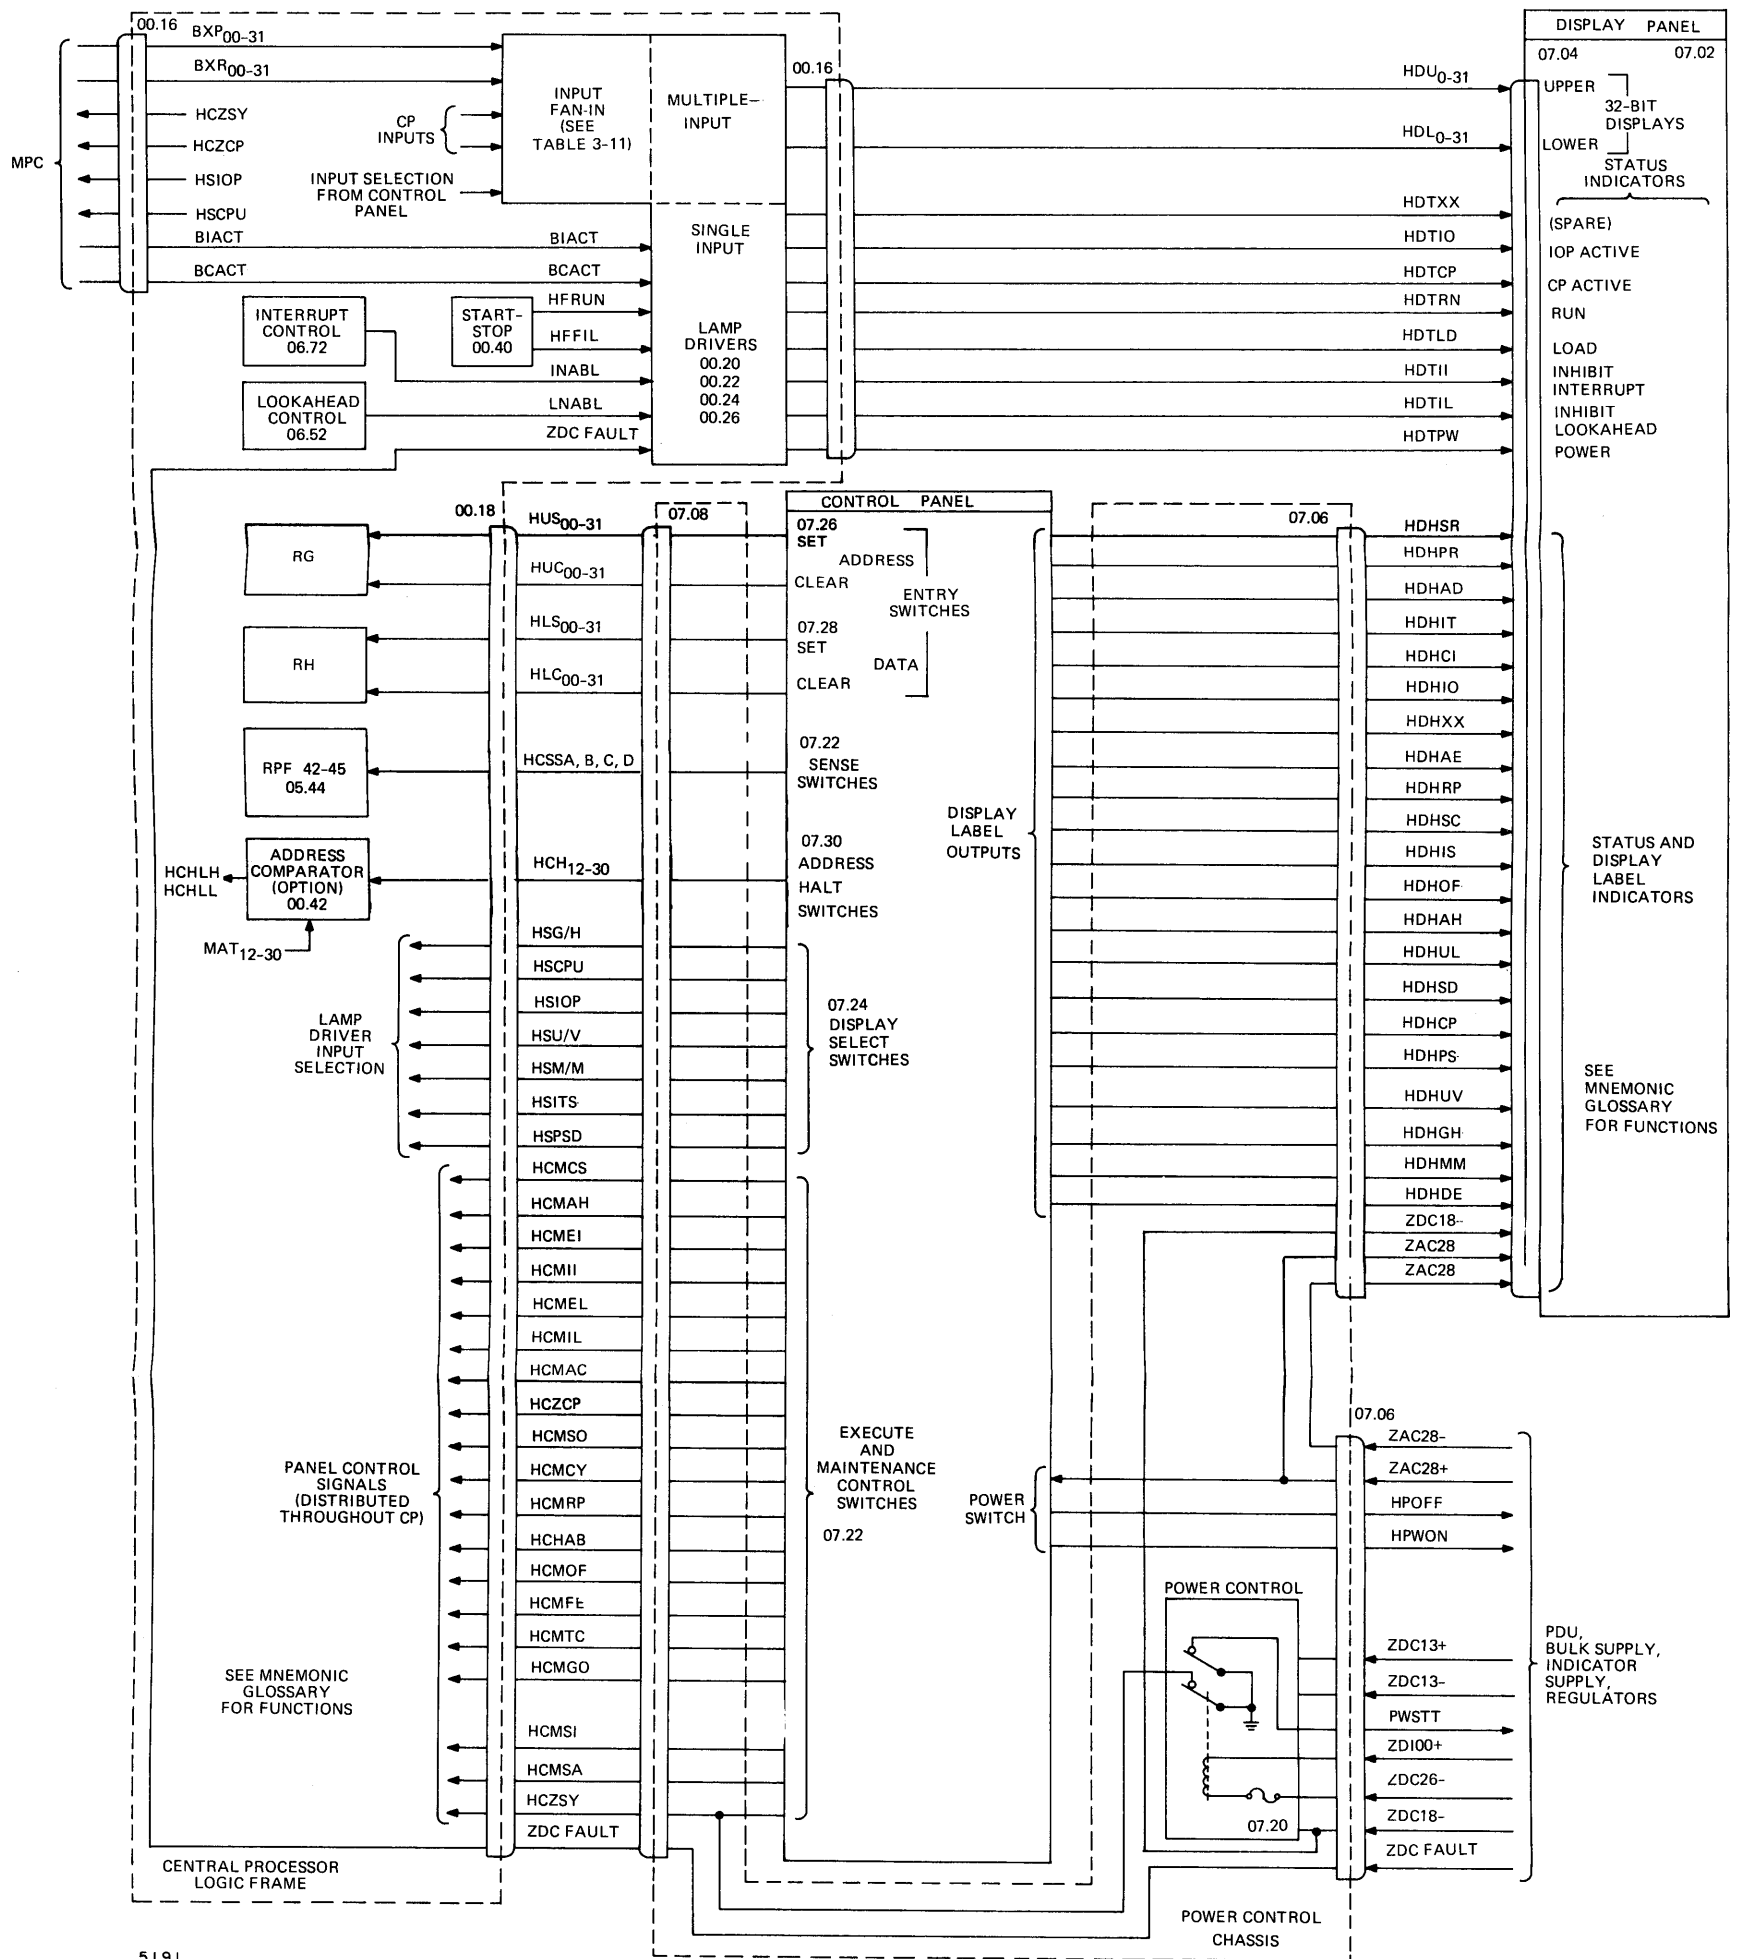 00.16
BXP00-31
BXR00-31
HCZSY
HCZCP
HSIOP
HSCPU
BIACT
BCACT
MPC
CP
INPUTS
INPUT SELECTION
FROM CONTROL
PANEL
INPUT
FAN-IN
(SEE
TABLE 3-11)
MULTIPLE-
INPUT
00.16
BIACT
BCACT
HFRUN
HFFIL
INABL
LNABL
ZDC FAULT
INTERRUPT
CONTROL
06.72
LOOKAHEAD
CONTROL
06.52
START-
STOP
00.40
SINGLE
INPUT
LAMP
DRIVERS
00.20
00.22
00.24
00.26
HDU0-31
HDL0-31
HDTXX
HDTIO
HDTCP
HDTRN
HDTLD
HDTII
HDTIL
HDTPW
DISPLAY PANEL
07.04
07.02
UPPER
32-BIT
DISPLAYS
LOWER
STATUS
INDICATORS
(SPARE)
IOP ACTIVE
CP ACTIVE
RUN
LOAD
INHIBIT
INTERRUPT
INHIBIT
LOOKAHEAD
POWER
00.18
07.08
CONTROL PANEL
RG
RH
RPF 42-45
05.44
ADDRESS
COMPARATOR
(OPTION)
00.42
HCHLH
HCHLL
MAT12-30
HUS00-31
HUC00-31
HLS00-31
HLC00-31
HCSSA, B, C, D
HCH12-30
07.26
SET
ADDRESS
CLEAR
ENTRY
SWITCHES
07.28
SET
DATA
CLEAR
07.22
SENSE
SWITCHES
07.30
ADDRESS
HALT
SWITCHES
LAMP
DRIVER
INPUT
SELECTION
HSG/H
HSCPU
HSIOP
HSU/V
HSM/M
HSITS
HSPSD
07.24
DISPLAY
SELECT
SWITCHES
HCMCS
HCMAH
HCMEI
HCMII
HCMEL
HCMIL
HCMAC
HCZCP
HCMSO
HCMCY
HCMRP
HCHAB
HCMOF
HCMFE
HCMTC
HCMGO
HCMSI
HCMSA
HCZSY
ZDC FAULT
PANEL CONTROL
SIGNALS
(DISTRIBUTED
THROUGHOUT CP)
SEE MNEMONIC
GLOSSARY
FOR FUNCTIONS
EXECUTE
AND
MAINTENANCE
CONTROL
SWITCHES
07.22
DISPLAY
LABEL
OUTPUTS
POWER
SWITCH
07.06
HDHSR
HDHPR
HDHAD
HDHIT
HDHCI
HDHIO
HDHXX
HDHAE
HDHRP
HDHSC
HDHIS
HDHOF
HDHAH
HDHUL
HDHSD
HDHCP
HDHPS
HDHUV
HDHGH
HDHMM
HDHDE
ZDC18-
ZAC28
ZAC28
STATUS AND
DISPLAY
LABEL
INDICATORS
SEE
MNEMONIC
GLOSSARY
FOR FUNCTIONS
07.06
ZAC28-
ZAC28+
HPOFF
HPWON
POWER CONTROL
ZDC13+
ZDC13-
PWSTT
ZDI00+
ZDC26-
ZDC18-
ZDC FAULT
07.20
PDU,
BULK SUPPLY,
INDICATOR
SUPPLY,
REGULATORS
CENTRAL PROCESSOR
LOGIC FRAME
POWER CONTROL
CHASSIS